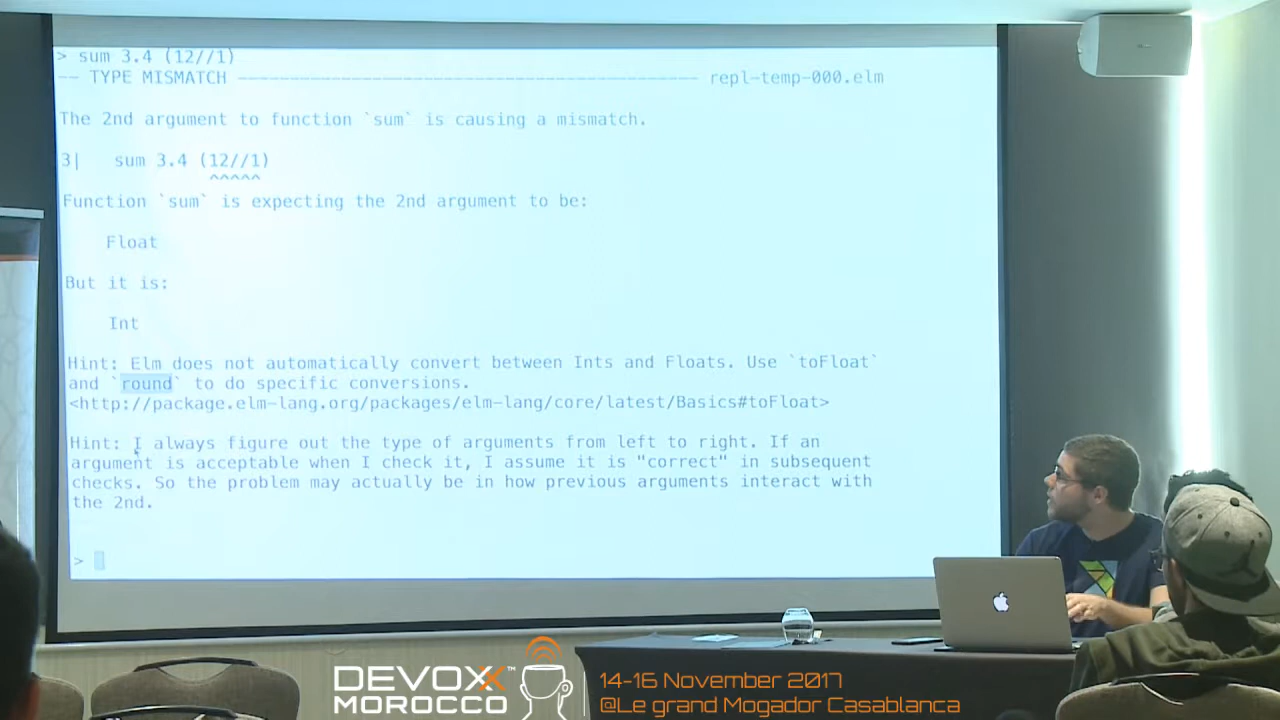 > sum 3.4 (12//1)
-- TYPE MISMATCH --------------------------------------------- repl-temp-000.elm
The 2nd argument to function `sum` is causing a mismatch.
3|   sum 3.4 (12//1)
^^^^^
Function `sum` is expecting the 2nd argument to be:
Float
But it is:
Int
Hint: Elm does not automatically convert between Ints and Floats. Use `toFloat`
and `round` to do specific conversions.
<http://package.elm-lang.org/packages/elm-lang/core/latest/Basics#toFloat>
Hint: I always figure out the type of arguments from left to right. If an
argument is acceptable when I check it, I assume it is "correct" in subsequent
checks. So the problem may actually be in how previous arguments interact with
the 2nd.
>
DEVOXX™
MOROCCO
14-16 November 2017
@Le grand Mogador Casablanca